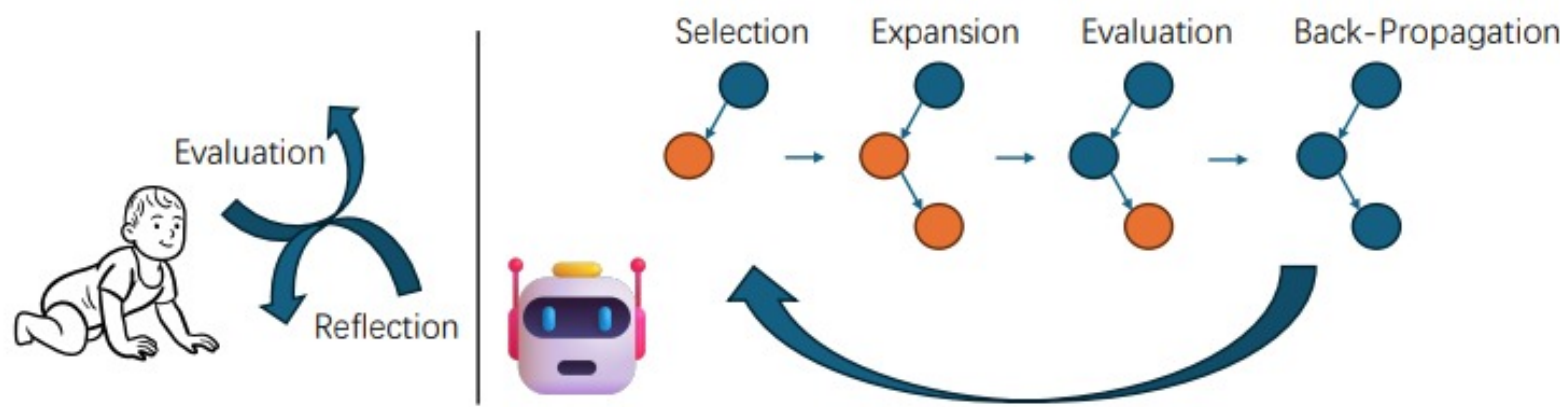 Evaluation
Reflection
Selection
Expansion
Evaluation
Back-Propagation